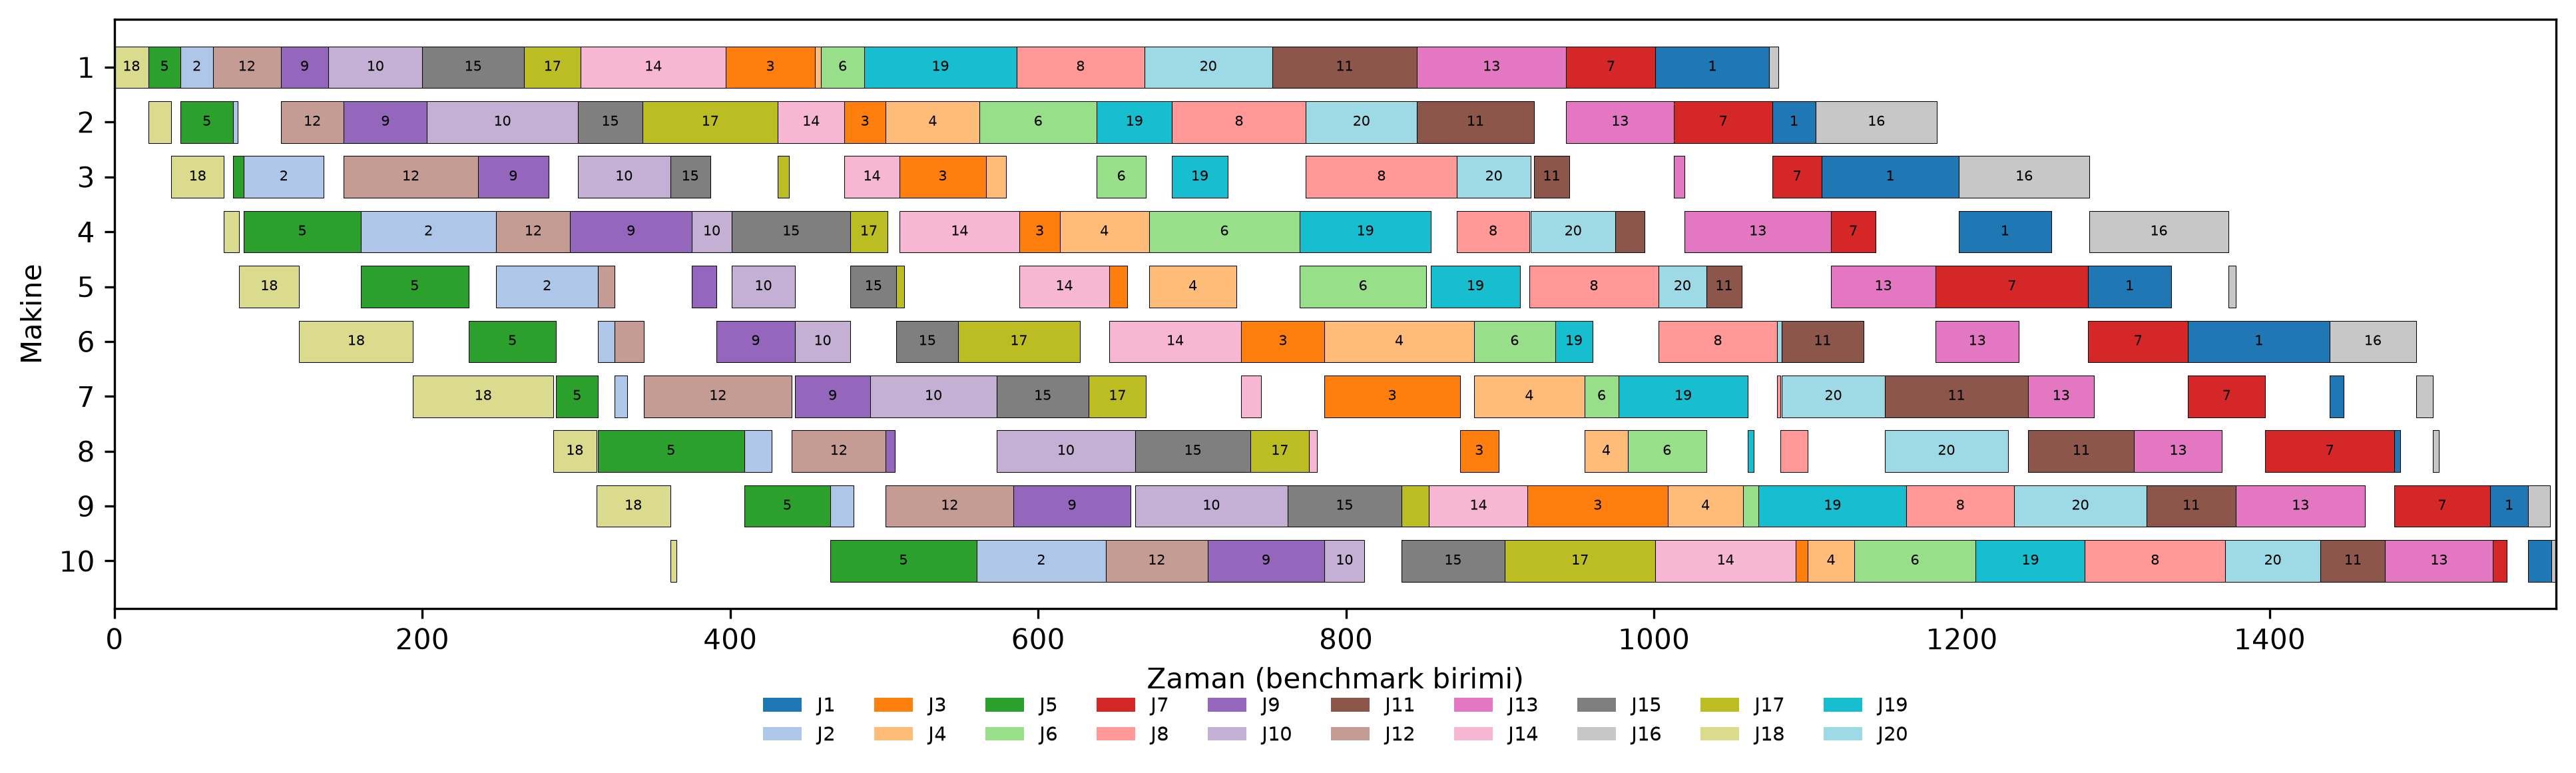 1 18 5 2 12 9 10 15 17 14 3 6 19 8 20 11 13 7 1
2 5 12 9 10 15 17 14 3 4 6 19 8 20 11 13 7 1 16
3 18 2 12 9 10 15 14 3 6 19 8 20 11 7 1 16
4 5 2 12 9 10 15 17 14 3 4 6 19 8 20 11 13 7 1 16
5 18 5 2 10 15 14 4 6 19 8 20 11 13 7 1
6 18 5 9 10 15 17 14 3 4 6 19 8 11 13 7 1 16
7 18 5 12 9 10 15 17 3 4 6 19 20 11 13 7
8 18 5 12 10 15 17 3 4 6 20 11 13 7
9 18 5 12 9 10 15 14 3 4 19 8 20 11 13 7 1
10 5 2 12 9 10 15 17 14 4 6 19 8 20 11 13
Makine
0 200 400 600 800 1000 1200 1400
Zaman (benchmark birimi)
J1 J3 J5 J7 J9 J11 J13 J15 J17 J19
J2 J4 J6 J8 J10 J12 J14 J16 J18 J20